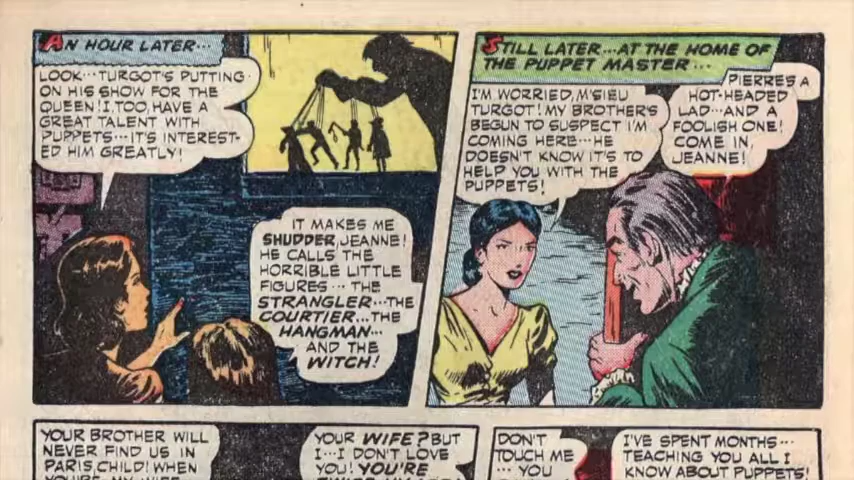 AN HOUR LATER...
LOOK...TURGOT'S PUTTING
ON HIS SHOW FOR THE
QUEEN! I, TOO, HAVE A
GREAT TALENT WITH
PUPPETS...IT'S INTEREST-
ED HIM GREATLY!
IT MAKES ME
SHUDDER, JEANNE!
HE CALLS THE
HORRIBLE LITTLE
FIGURES... THE
STRANGLER...THE
COURTIER...THE
HANGMAN...
AND THE
WITCH!
STILL LATER...AT THE HOME OF
THE PUPPET MASTER...
I'M WORRIED, M'SIEU
TURGOT! MY BROTHER'S
BEGUN TO SUSPECT I'M
COMING HERE...HE
DOESN'T KNOW IT'S TO
HELP YOU WITH THE
PUPPETS!
PIERRE'S A
HOT-HEADED
LAD...AND A
FOOLISH ONE!
COME IN,
JEANNE!
YOUR BROTHER WILL
NEVER FIND US IN
PARIS, CHILD! WHEN
YOU'RE MY WIFE
YOUR WIFE? BUT
I...I DON'T LOVE
YOU! YOU'RE
DON'T
TOUCH ME
... YOU
I'VE SPENT MONTHS...
TEACHING YOU ALL I
KNOW ABOUT PUPPETS!